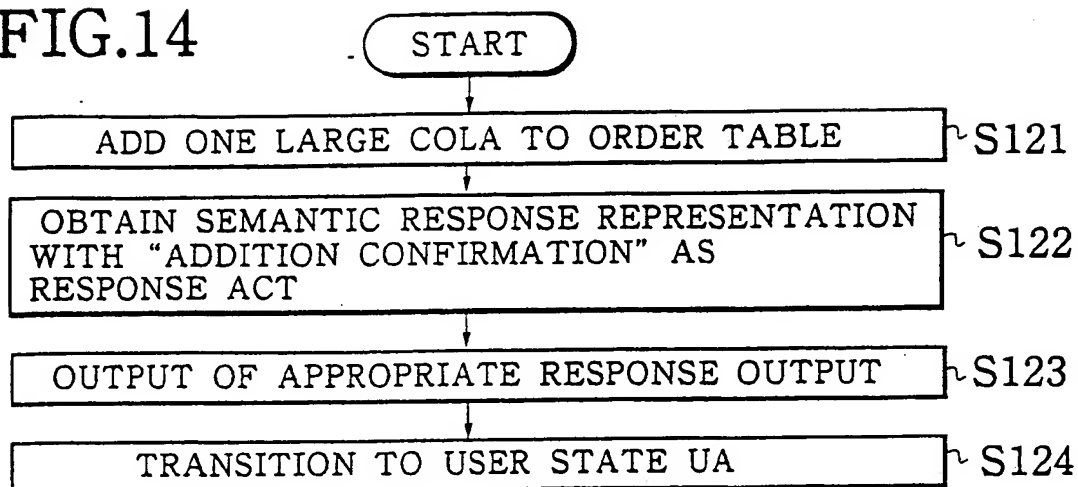 FIG.14
START
ADD ONE LARGE COLA TO ORDER TABLE
S121
OBTAIN SEMANTIC RESPONSE REPRESENTATION
WITH “ADDITION CONFIRMATION” AS
RESPONSE ACT
S122
OUTPUT OF APPROPRIATE RESPONSE OUTPUT
S123
TRANSITION TO USER STATE UA
S124